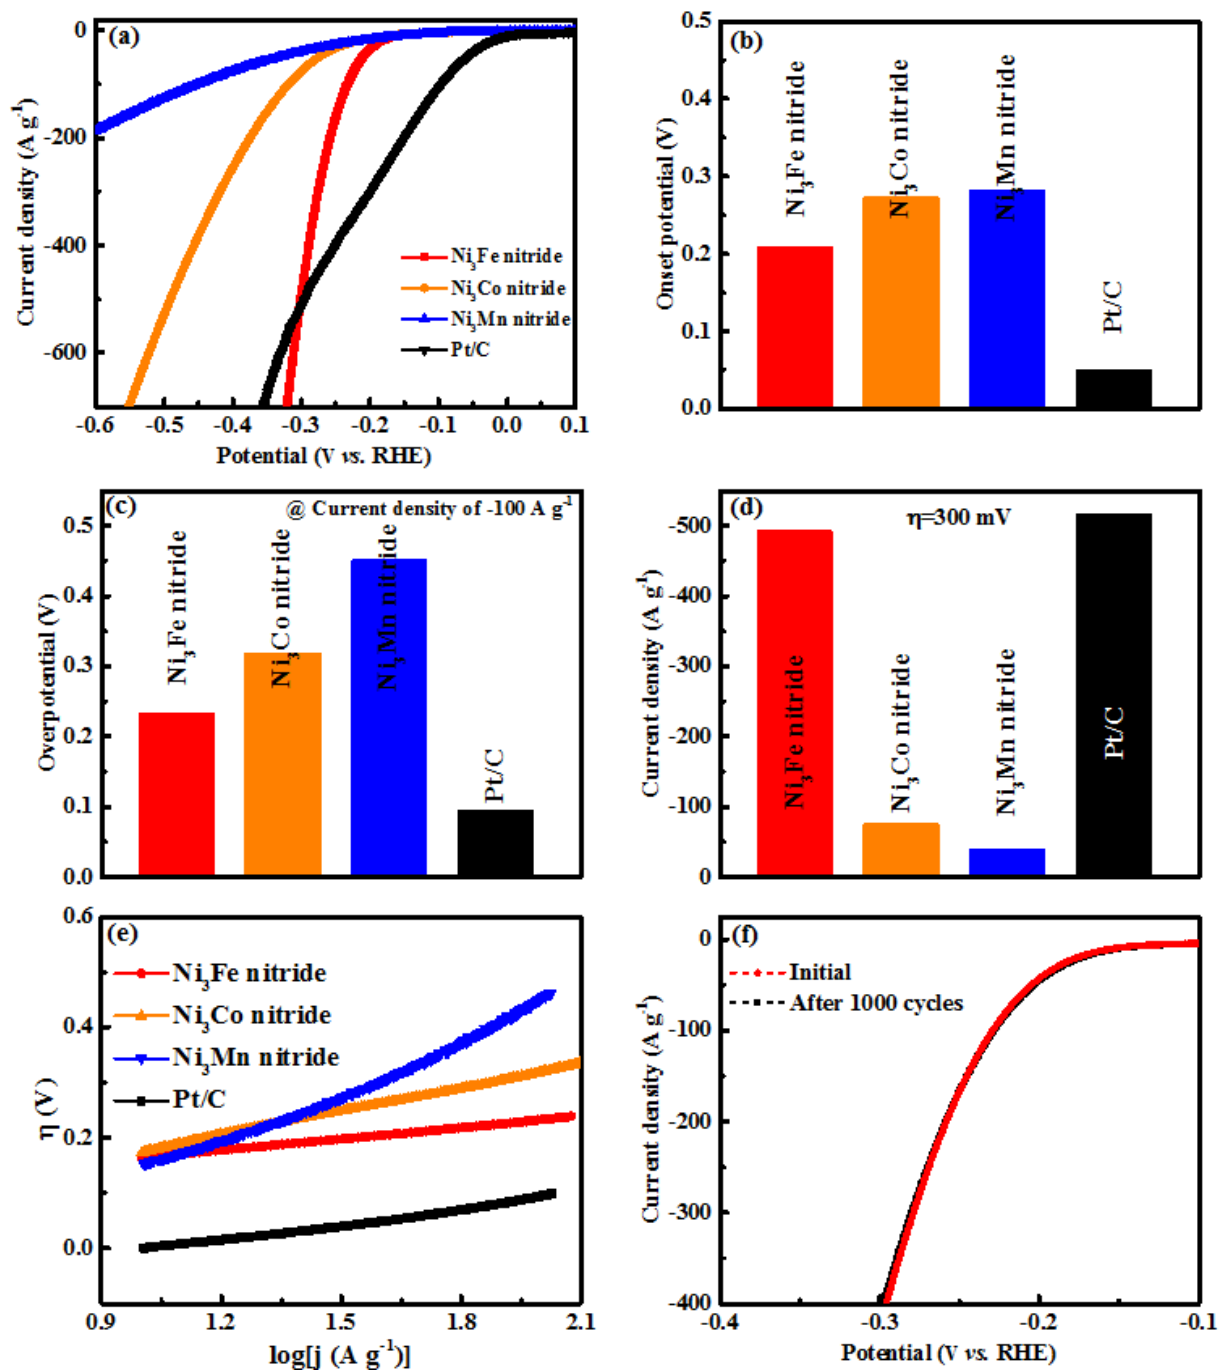 (a)
0
-200
-400
-600
Current density (A g⁻¹)
Ni₃Fe nitride
Ni₃Co nitride
Ni₃Mn nitride
Pt/C
-0.6 -0.5 -0.4 -0.3 -0.2 -0.1 0.0 0.1
Potential (V vs. RHE)
(b)
0.5
0.4
0.3
0.2
0.1
0.0
Onset potential (V)
Ni₃Fe nitride
Ni₃Co nitride
Ni₃Mn nitride
Pt/C
(c)
@ Current density of -100 A g⁻¹
0.5
0.4
0.3
0.2
0.1
0.0
Overpotential (V)
Ni₃Fe nitride
Ni₃Co nitride
Ni₃Mn nitride
Pt/C
(d)
η=300 mV
-500
-400
-300
-200
-100
0
Current density (A g⁻¹)
Ni₃Fe nitride
Ni₃Co nitride
Ni₃Mn nitride
Pt/C
(e)
0.6
0.4
0.2
0.0
η (V)
Ni₃Fe nitride
Ni₃Co nitride
Ni₃Mn nitride
Pt/C
0.9 1.2 1.5 1.8 2.1
log[j (A g⁻¹)]
(f)
0
-100
-200
-300
-400
Current density (A g⁻¹)
Initial
After 1000 cycles
-0.4 -0.3 -0.2 -0.1
Potential (V vs. RHE)